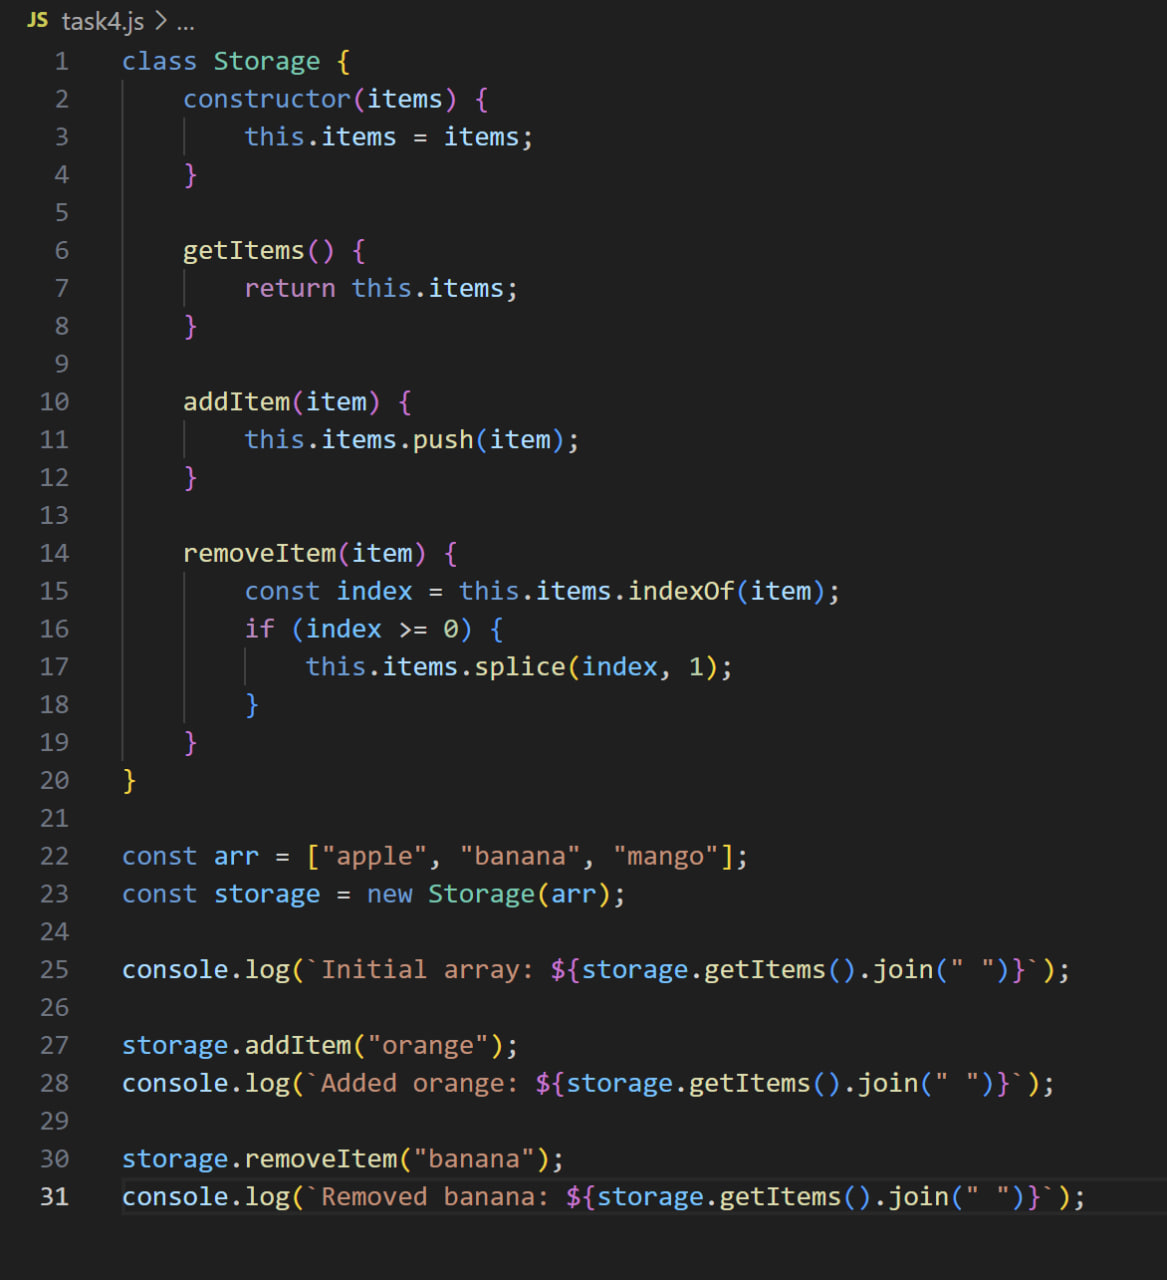 JS task4.js > ...
1 class Storage {
2     constructor(items) {
3         this.items = items;
4     }
5
6     getItems() {
7         return this.items;
8     }
9
10     addItem(item) {
11         this.items.push(item);
12     }
13
14     removeItem(item) {
15         const index = this.items.indexOf(item);
16         if (index >= 0) {
17             this.items.splice(index, 1);
18         }
19     }
20 }
21
22 const arr = ["apple", "banana", "mango"];
23 const storage = new Storage(arr);
24
25 console.log(`Initial array: ${storage.getItems().join(" ")}`);
26
27 storage.addItem("orange");
28 console.log(`Added orange: ${storage.getItems().join(" ")}`);
29
30 storage.removeItem("banana");
31 console.log(`Removed banana: ${storage.getItems().join(" ")}`);